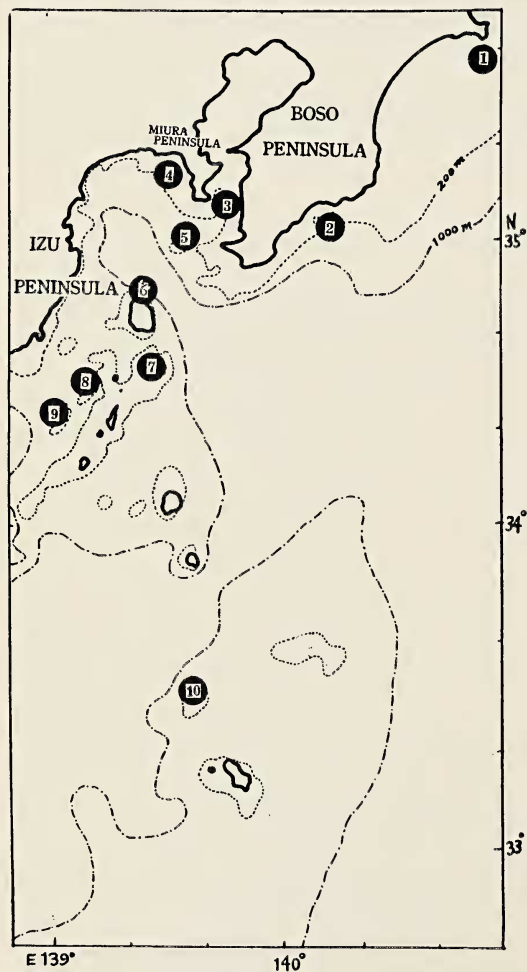 1
BOSO
MIURA
PENINSULA
PENINSULA
4
200 m
3
2
N
5
35°
1000 m
IZU
PENINSULA
6
7
8
9
34°
10
33°
E 139°
140°